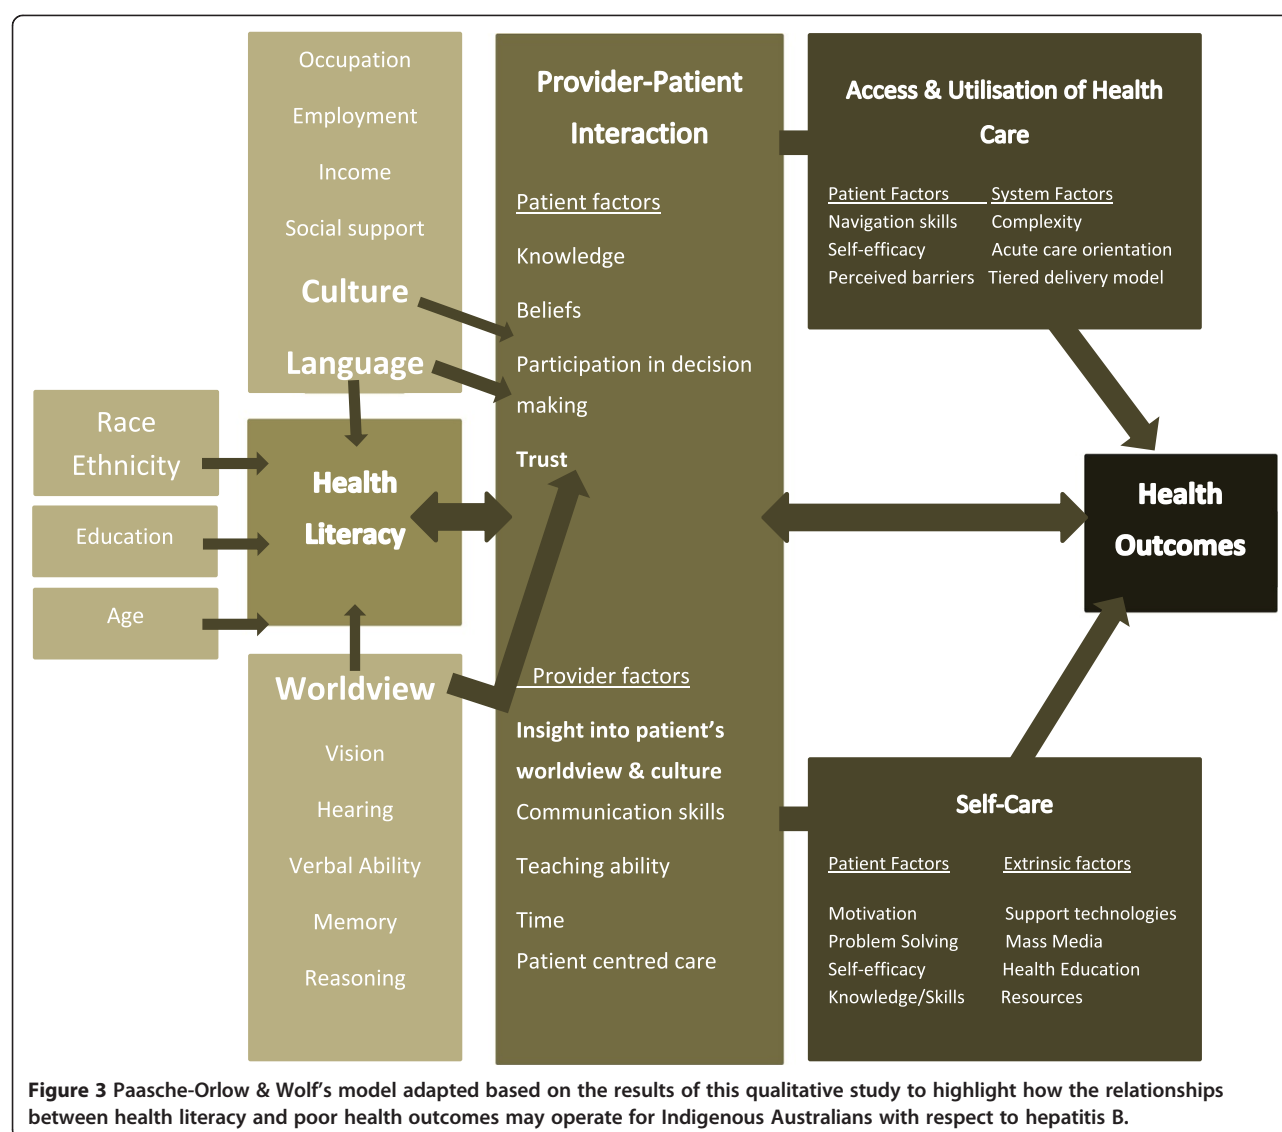 Occupation
Employment
Income
Social support
Culture
Language
Race
Ethnicity
Education
Age
Health
Literacy
Worldview
Vision
Hearing
Verbal Ability
Memory
Reasoning
Provider-Patient
Interaction
Patient factors
Knowledge
Beliefs
Participation in decision
making
Trust
Provider factors
Insight into patient's
worldview & culture
Communication skills
Teaching ability
Time
Patient centred care
Access & Utilisation of Health
Care
Patient Factors System Factors
Navigation skills Complexity
Self-efficacy Acute care orientation
Perceived barriers Tiered delivery model
Health
Outcomes
Self-Care
Patient Factors Extrinsic factors
Motivation Support technologies
Problem Solving Mass Media
Self-efficacy Health Education
Knowledge/Skills Resources
Figure 3 Paasche-Orlow & Wolf's model adapted based on the results of this qualitative study to highlight how the relationships
between health literacy and poor health outcomes may operate for Indigenous Australians with respect to hepatitis B.